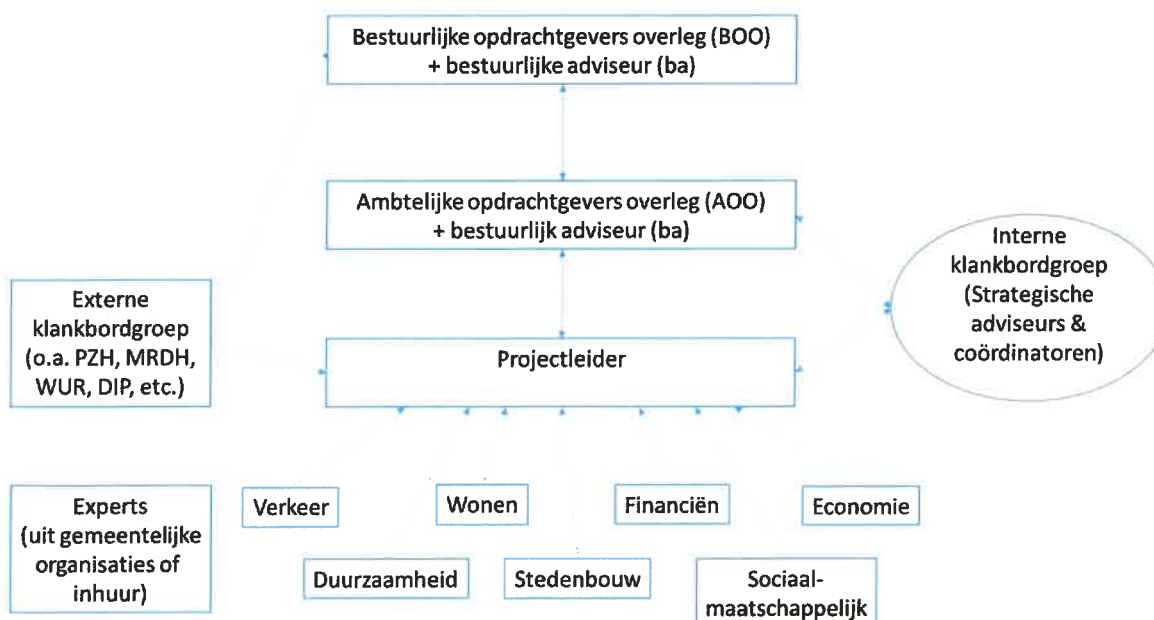 Bestuurlijke opdrachtgevers overleg (BOO)
+ bestuurlijke adviseur (ba)
Ambtelijke opdrachtgevers overleg (AOO)
+ bestuurlijk adviseur (ba)
Interne
klankbordgroep
(Strategische
adviseurs &
coördinatoren)
Externe
klankbordgroep
(o.a. PZH, MRDH,
WUR, DIP, etc.)
Projectleider
Experts
(uit gemeentelijke
organisaties of
inhuur)
Verkeer
Wonen
Financiën
Economie
Duurzaamheid
Stedenbouw
Sociaal-
maatschappelijk